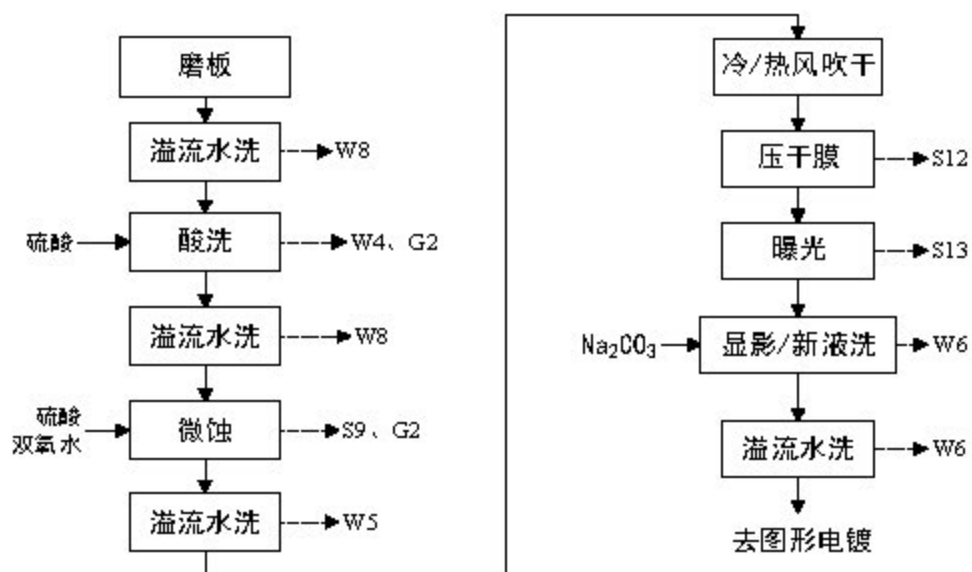 磨板
溢流水洗
W8
硫酸
酸洗
W4、G2
溢流水洗
W8
硫酸
双氧水
微蚀
S9、G2
溢流水洗
W5
冷/热风吹干
压干膜
S12
曝光
S13
Na₂CO₃
显影/新液洗
W6
溢流水洗
W6
去图形电镀